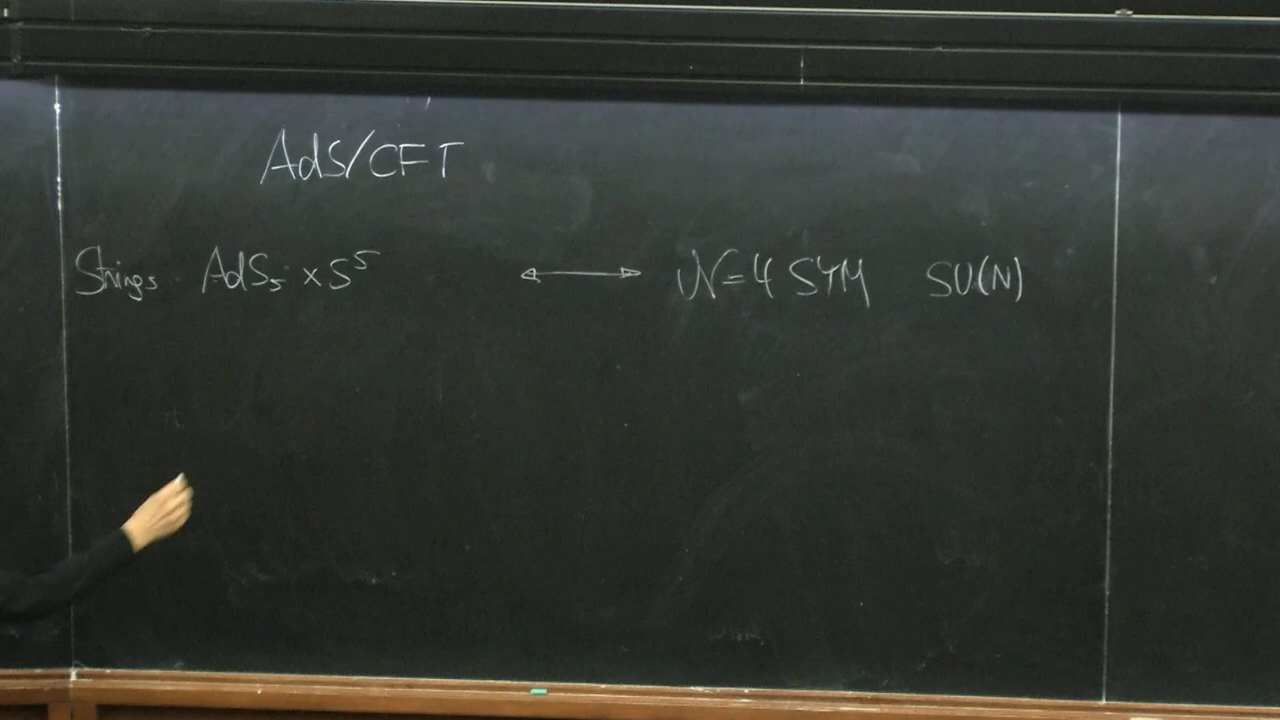 AdS/CFT
Strings AdS₅ × S⁵ ↔ 𝒩=4 SYM SU(N)